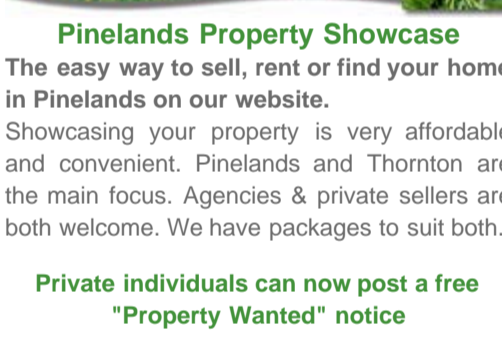 Pinelands Property Showcase
The easy way to sell, rent or find your home
in Pinelands on our website.
Showcasing your property is very affordable
and convenient. Pinelands and Thornton are
the main focus. Agencies & private sellers are
both welcome. We have packages to suit both.
Private individuals can now post a free
"Property Wanted" notice